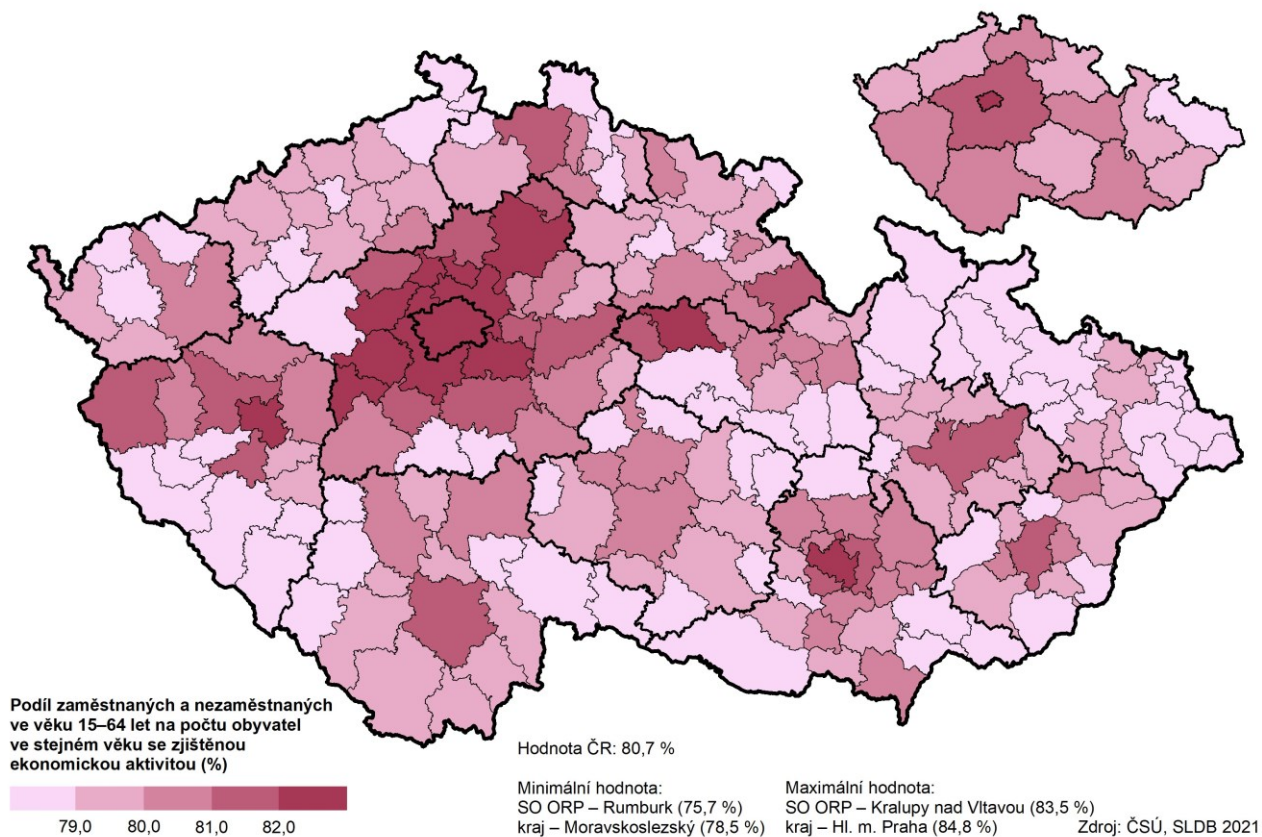 Podíl zaměstnaných a nezaměstnaných
ve věku 15–64 let na počtu obyvatel
ve stejném věku se zjištěnou
ekonomickou aktivitou (%)
79,0 80,0 81,0 82,0
Hodnota ČR: 80,7 %
Minimální hodnota:
SO ORP – Rumburk (75,7 %)
kraj – Moravskoslezský (78,5 %)
Maximální hodnota:
SO ORP – Kralupy nad Vltavou (83,5 %)
kraj – Hl. m. Praha (84,8 %)
Zdroj: ČSÚ, SLDB 2021